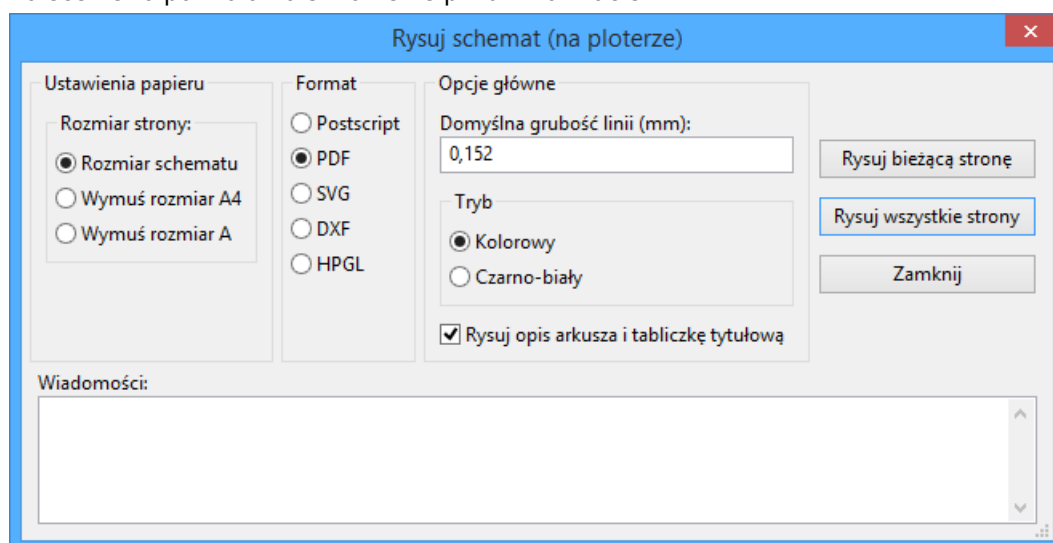 Rysuj schemat (na ploterze)
Ustawienia papieru
Rozmiar strony:
Rozmiar schematu
Wymuś rozmiar A4
Wymuś rozmiar A
Format
Postscript
PDF
SVG
DXF
HPGL
Opcje główne
Domyślna grubość linii (mm):
0,152
Tryb
Kolorowy
Czarno-biały
Rysuj opis arkusza i tabliczkę tytułową
Rysuj bieżącą stronę
Rysuj wszystkie strony
Zamknij
Wiadomości: